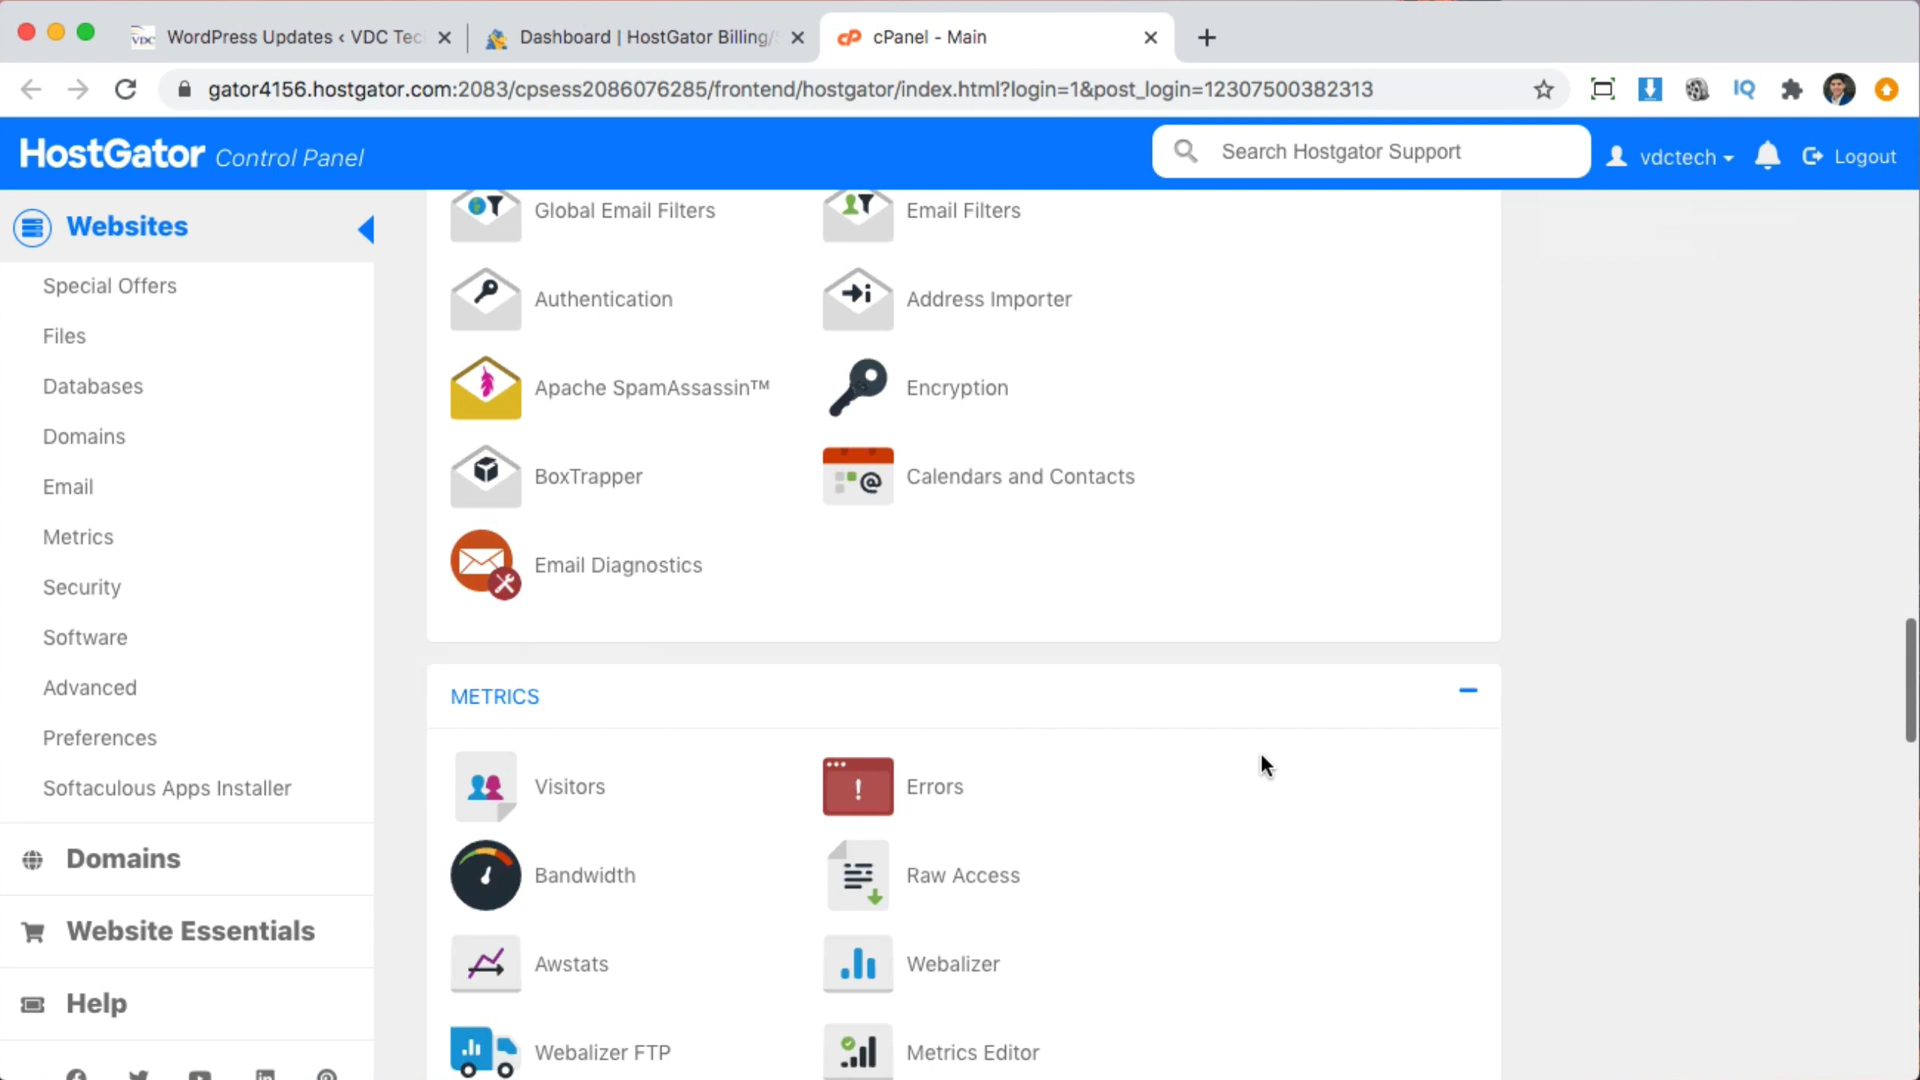 WordPress Updates ‹ VDC Tec
Dashboard | HostGator Billing/
cPanel - Main
gator4156.hostgator.com:2083/cpsess2086076285/frontend/hostgator/index.html?login=1&post_login=12307500382313
IQ
HostGator Control Panel
Search Hostgator Support
vdctech
Logout
Websites
Special Offers
Files
Databases
Domains
Email
Metrics
Security
Software
Advanced
Preferences
Softaculous Apps Installer
Domains
Website Essentials
Help
Global Email Filters
Email Filters
Authentication
Address Importer
Apache SpamAssassin™
Encryption
BoxTrapper
Calendars and Contacts
Email Diagnostics
METRICS
Visitors
Errors
Bandwidth
Raw Access
Awstats
Webalizer
Webalizer FTP
Metrics Editor